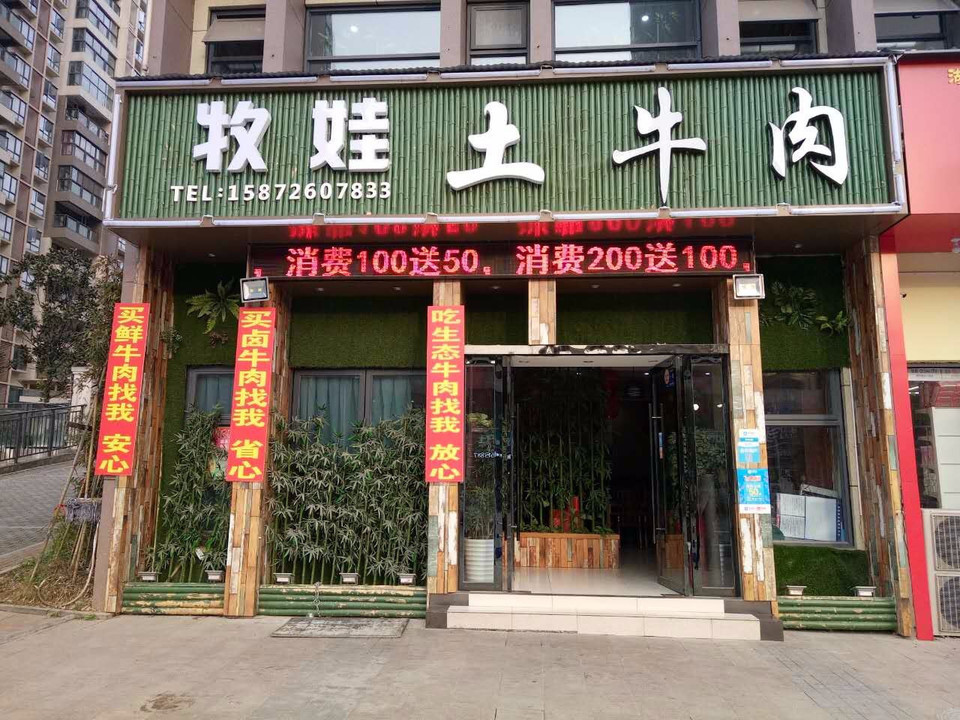 牧娃 土牛肉
TEL:15872607833
消费100送50。 消费200送100。
买鲜牛肉找我 安心
买卤牛肉找我 省心
吃生态牛肉找我 放心